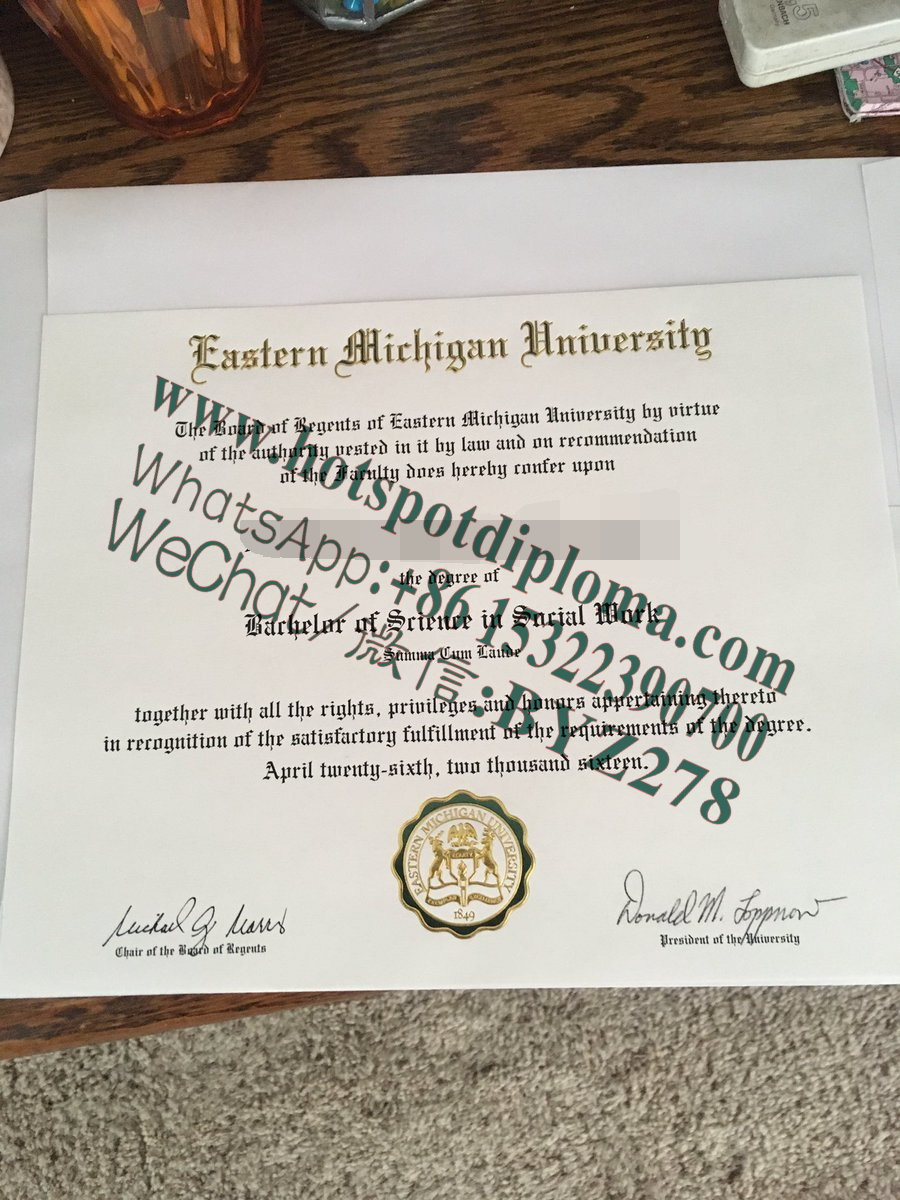 Eastern Michigan University
The Board of Regents of Eastern Michigan University by virtue
of the authority vested in it by law and on recommendation
of the Faculty does hereby confer upon
the degree of
Bachelor of Science in Social Work
Summa Cum Laude
together with all the rights, privileges and honors appertaining thereto
in recognition of the satisfactory fulfillment of the requirements of the degree.
April twenty-sixth, two thousand sixteen.
EASTERN MICHIGAN UNIVERSITY
1849
Chair of the Board of Regents
Donald M. Loppnow
President of the University
www.hotspotdiploma.com
WhatsApp:+86 15322390700
WeChat/微信:BYZ278